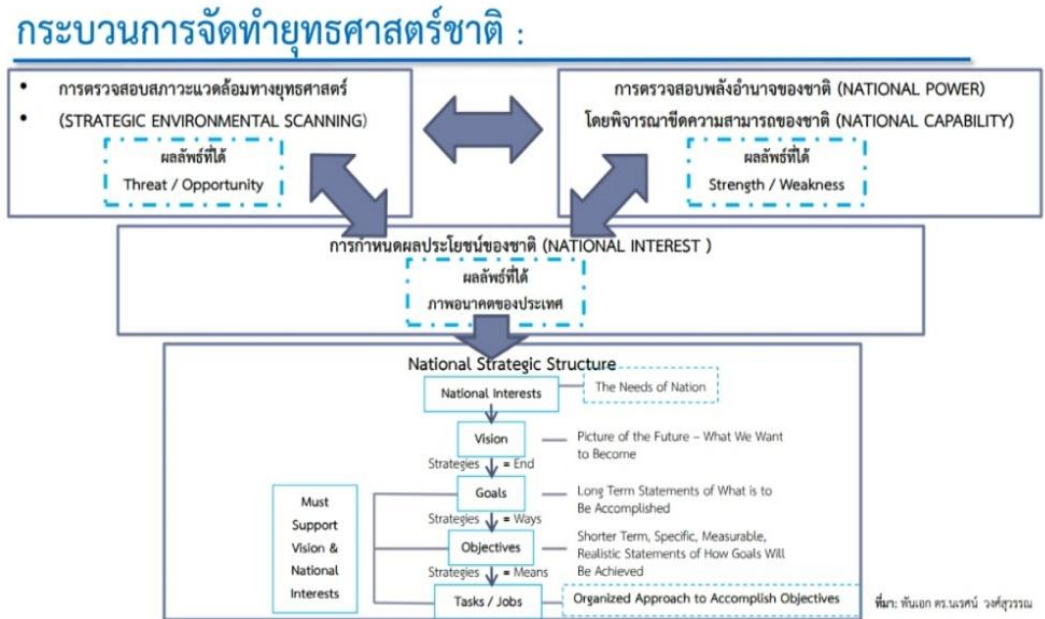 กระบวนการจัดทำยุทธศาสตร์ชาติ :
• การตรวจสอบสภาวะแวดล้อมทางยุทธศาสตร์
• (STRATEGIC ENVIRONMENTAL SCANNING)
ผลลัพธ์ที่ได้
Threat / Opportunity
การตรวจสอบพลังอำนาจของชาติ (NATIONAL POWER)
โดยพิจารณาขีดความสามารถของชาติ (NATIONAL CAPABILITY)
ผลลัพธ์ที่ได้
Strength / Weakness
การกำหนดผลประโยชน์ของชาติ (NATIONAL INTEREST )
ผลลัพธ์ที่ได้
ภาพอนาคตของประเทศ
National Strategic Structure
National Interests
The Needs of Nation
Vision
Picture of the Future – What We Want
to Become
Strategies = End
Goals
Long Term Statements of What is to
Be Accomplished
Strategies = Ways
Objectives
Shorter Term, Specific, Measurable,
Realistic Statements of How Goals Will
Be Achieved
Strategies = Means
Tasks / Jobs
Organized Approach to Accomplish Objectives
Must
Support
Vision &
National
Interests
ที่มา: พันเอก ดร.นเรศน์ วงศ์สุวรรณ